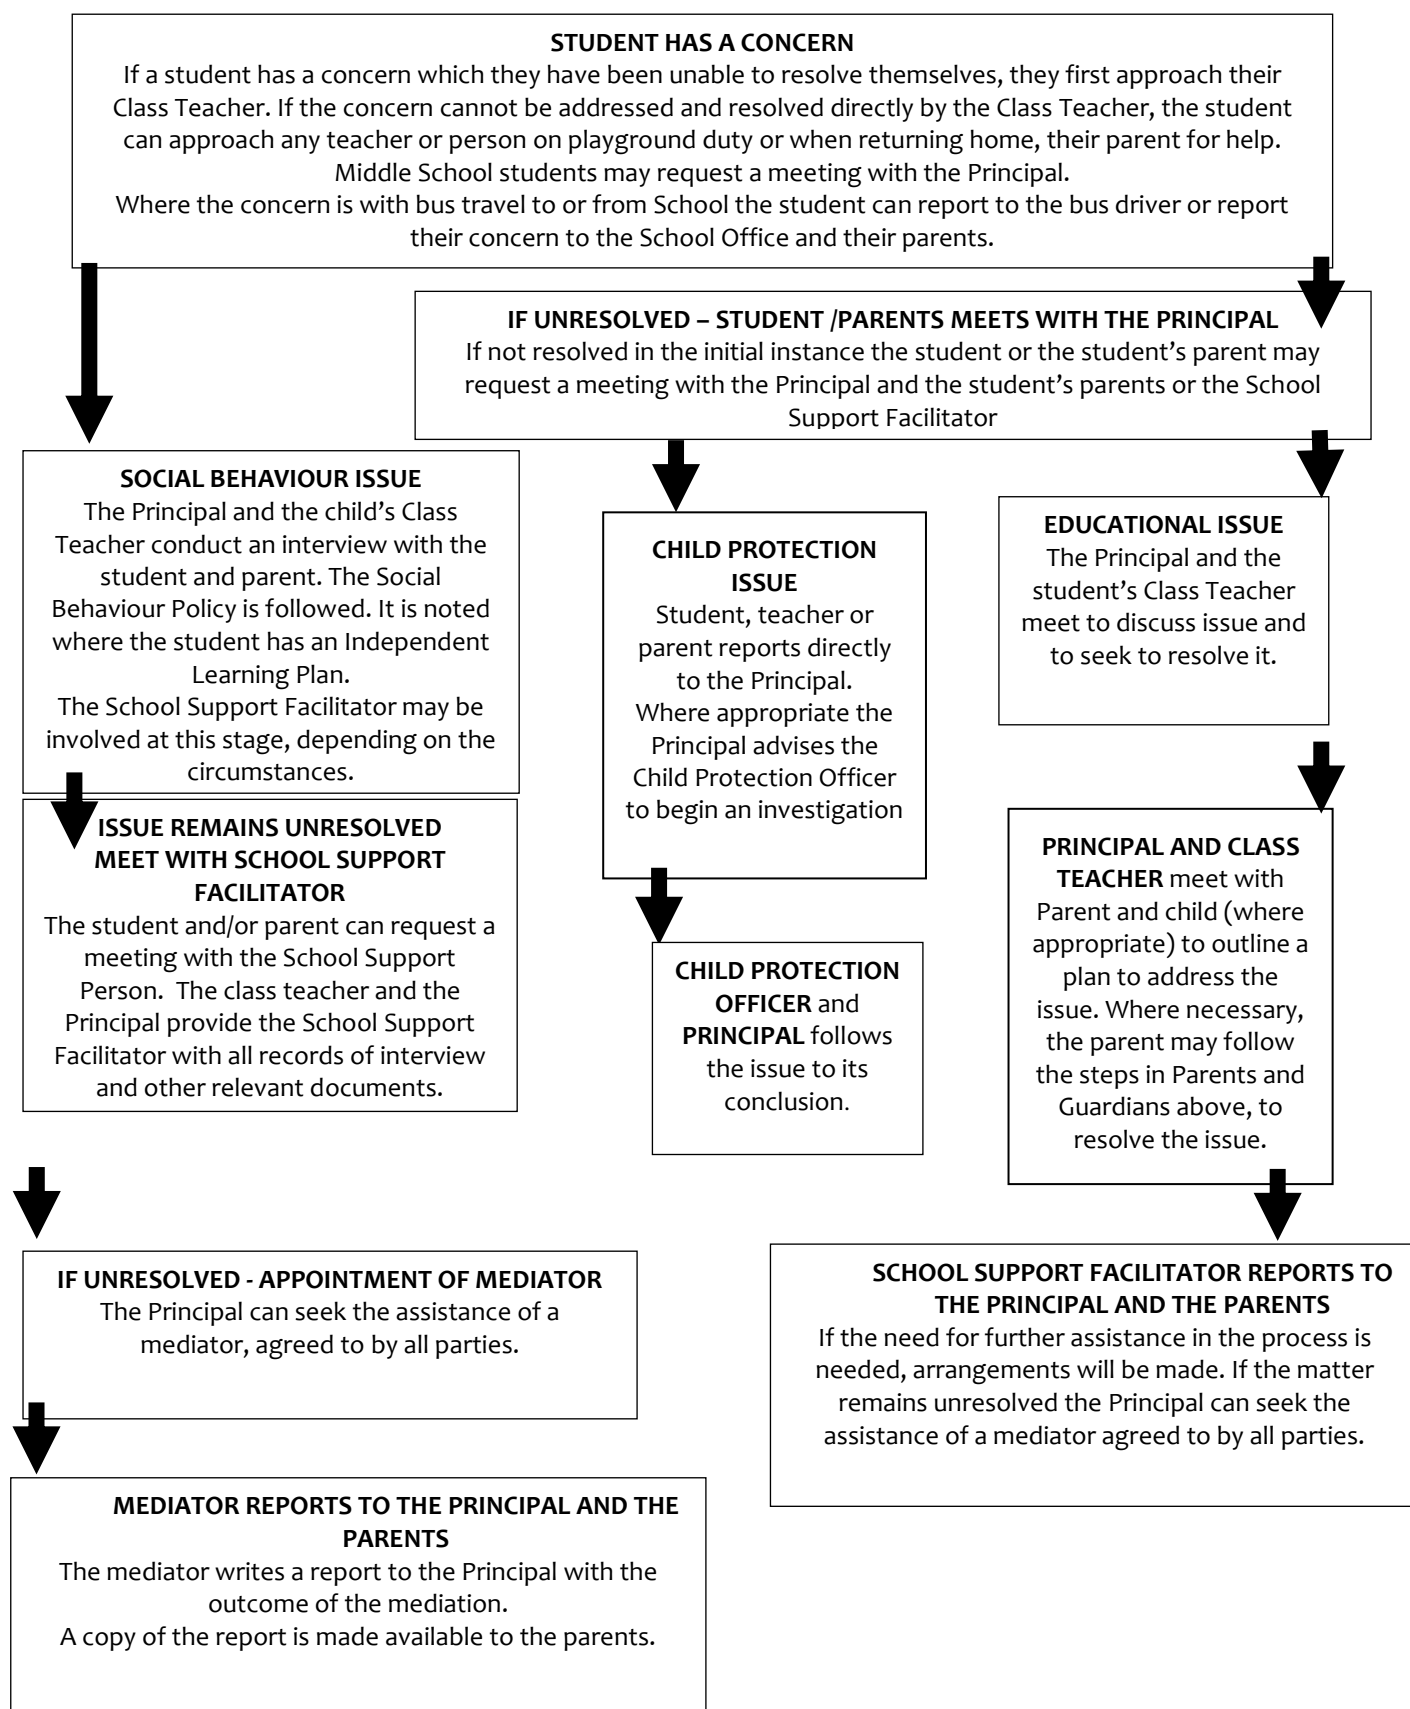 STUDENT HAS A CONCERN
If a student has a concern which they have been unable to resolve themselves, they first approach their
Class Teacher. If the concern cannot be addressed and resolved directly by the Class Teacher, the student
can approach any teacher or person on playground duty or when returning home, their parent for help.
Middle School students may request a meeting with the Principal.
Where the concern is with bus travel to or from School the student can report to the bus driver or report
their concern to the School Office and their parents.
IF UNRESOLVED – STUDENT /PARENTS MEETS WITH THE PRINCIPAL
If not resolved in the initial instance the student or the student’s parent may
request a meeting with the Principal and the student’s parents or the School
Support Facilitator
SOCIAL BEHAVIOUR ISSUE
The Principal and the child’s Class
Teacher conduct an interview with the
student and parent. The Social
Behaviour Policy is followed. It is noted
where the student has an Independent
Learning Plan.
The School Support Facilitator may be
involved at this stage, depending on the
circumstances.
CHILD PROTECTION
ISSUE
Student, teacher or
parent reports directly
to the Principal.
Where appropriate the
Principal advises the
Child Protection Officer
to begin an investigation
EDUCATIONAL ISSUE
The Principal and the
student’s Class Teacher
meet to discuss issue and
to seek to resolve it.
ISSUE REMAINS UNRESOLVED
MEET WITH SCHOOL SUPPORT
FACILITATOR
The student and/or parent can request a
meeting with the School Support
Person.  The class teacher and the
Principal provide the School Support
Facilitator with all records of interview
and other relevant documents.
CHILD PROTECTION
OFFICER and
PRINCIPAL follows
the issue to its
conclusion.
PRINCIPAL AND CLASS
TEACHER meet with
Parent and child (where
appropriate) to outline a
plan to address the
issue. Where necessary,
the parent may follow
the steps in Parents and
Guardians above, to
resolve the issue.
IF UNRESOLVED - APPOINTMENT OF MEDIATOR
The Principal can seek the assistance of a
mediator, agreed to by all parties.
SCHOOL SUPPORT FACILITATOR REPORTS TO
THE PRINCIPAL AND THE PARENTS
If the need for further assistance in the process is
needed, arrangements will be made. If the matter
remains unresolved the Principal can seek the
assistance of a mediator agreed to by all parties.
MEDIATOR REPORTS TO THE PRINCIPAL AND THE
PARENTS
The mediator writes a report to the Principal with the
outcome of the mediation.
A copy of the report is made available to the parents.